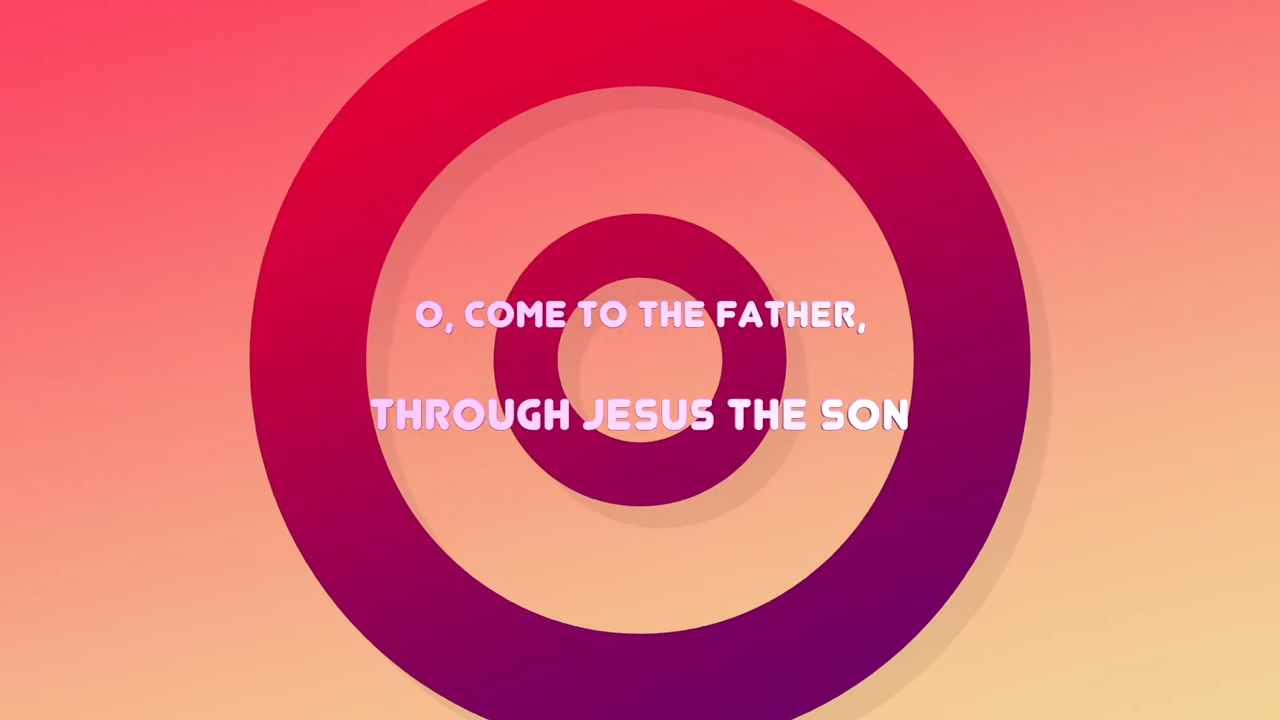 O, COME TO THE FATHER,
THROUGH JESUS THE SON